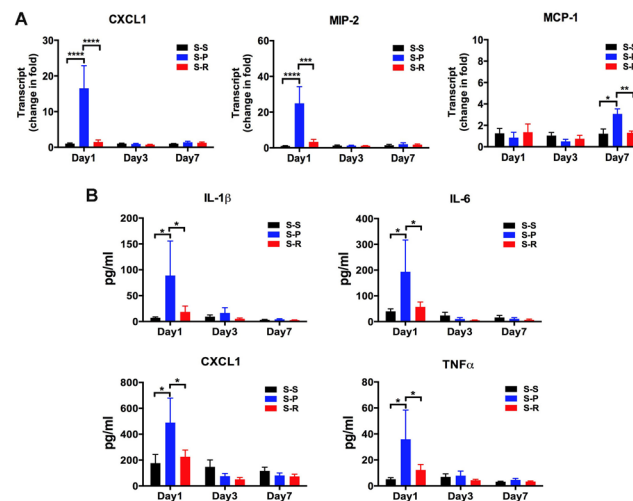 A
CXCL1
MIP-2
MCP-1
Transcript
(change in fold)
30
20
10
0
****
****
S-S
S-P
S-R
Day1 Day3 Day7
Transcript
(change in fold)
60
40
20
0
****
***
S-S
S-P
S-R
Day1 Day3 Day7
Transcript
(change in fold)
8
6
4
2
0
*
**
Day1 Day3 Day7
B
IL-1β
pg/ml
200
150
100
50
0
*
*
S-S
S-P
S-R
Day1 Day3 Day7
IL-6
pg/ml
400
300
200
100
0
*
*
S-S
S-P
S-R
Day1 Day3 Day7
CXCL1
pg/ml
800
600
400
200
0
*
*
S-S
S-P
S-R
Day1 Day3 Day7
TNFα
pg/ml
80
60
40
20
0
*
*
S-S
S-P
S-R
Day1 Day3 Day7